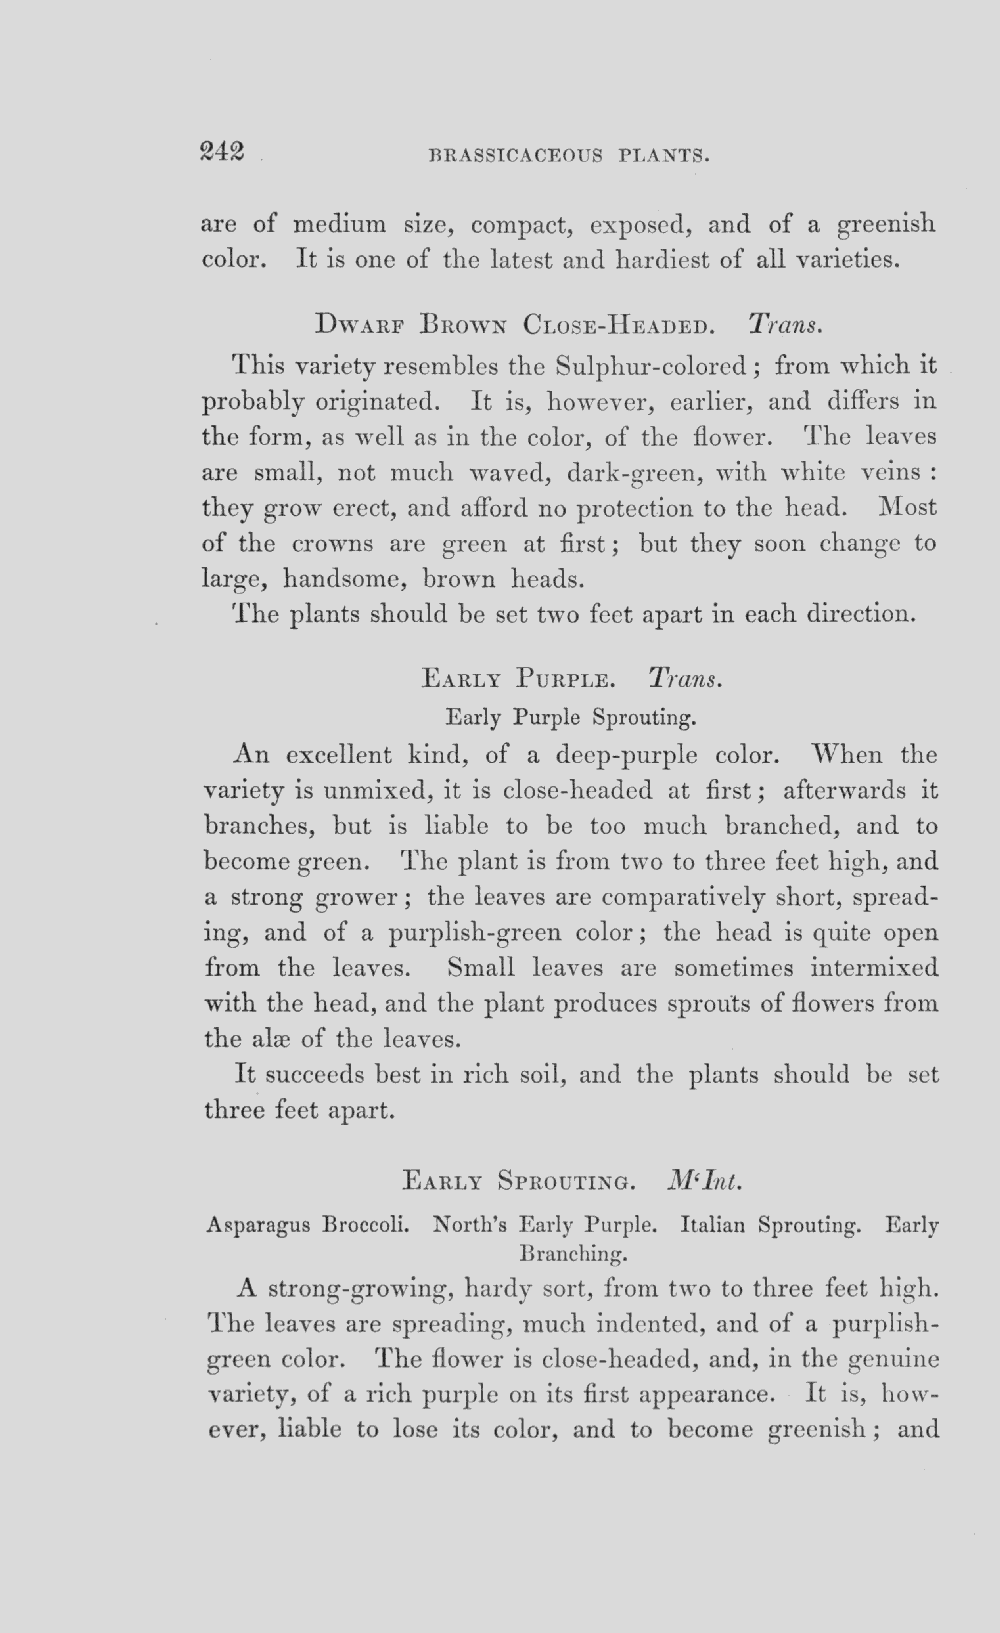 242 BRASSICACEOUS PLANTS.
are of medium size, compact, exposed, and of a greenish
color. It is one of the latest and hardiest of all varieties.
DWARF BROWN CLOSE-HEADED. Trans.
This variety resembles the Sulphur-colored; from which it
probably originated. It is, however, earlier, and differs in
the form, as well as in the color, of the flower. The leaves
are small, not much waved, dark-green, with white veins:
they grow erect, and afford no protection to the head. Most
of the crowns are green at first; but they soon change to
large, handsome, brown heads.
The plants should be set two feet apart in each direction.
EARLY PURPLE. Trans.
Early Purple Sprouting.
An excellent kind, of a deep-purple color. When the
variety is unmixed, it is close-headed at first; afterwards it
branches, but is liable to be too much branched, and to
become green. The plant is from two to three feet high, and
a strong grower; the leaves are comparatively short, spread-
ing, and of a purplish-green color; the head is quite open
from the leaves. Small leaves are sometimes intermixed
with the head, and the plant produces sprouts of flowers from
the alæ of the leaves.
It succeeds best in rich soil, and the plants should be set
three feet apart.
EARLY SPROUTING. M‘Int.
Asparagus Broccoli. North's Early Purple. Italian Sprouting. Early
Branching.
A strong-growing, hardy sort, from two to three feet high.
The leaves are spreading, much indented, and of a purplish-
green color. The flower is close-headed, and, in the genuine
variety, of a rich purple on its first appearance. It is, how-
ever, liable to lose its color, and to become greenish; and